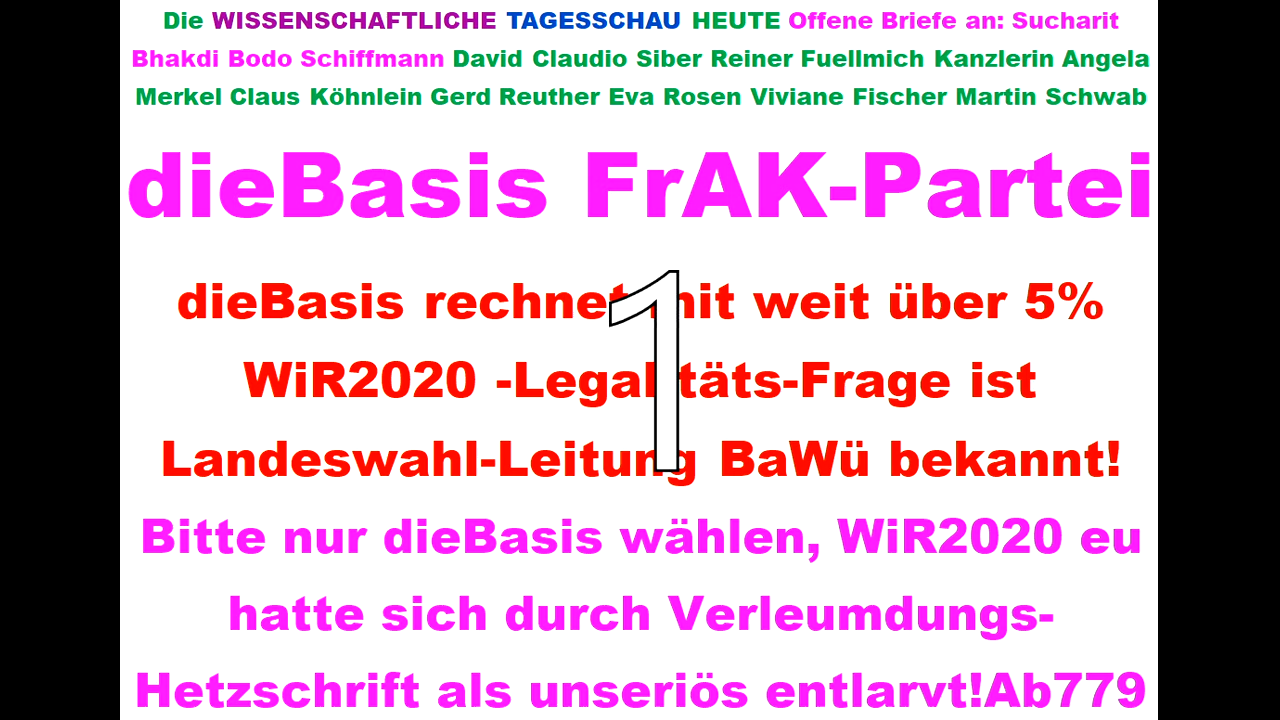 Die WISSENSCHAFTLICHE TAGESSCHAU HEUTE Offene Briefe an: Sucharit
Bhakdi Bodo Schiffmann David Claudio Siber Reiner Fuellmich Kanzlerin Angela
Merkel Claus Köhnlein Gerd Reuther Eva Rosen Viviane Fischer Martin Schwab
dieBasis FrAK-Partei
dieBasis rechnet mit weit über 5%
1
WiR2020 -Legalitäts-Frage ist
Landeswahl-Leitung BaWü bekannt!
Bitte nur dieBasis wählen, WiR2020 eu
hatte sich durch Verleumdungs-
Hetzschrift als unseriös entlarvt!Ab779